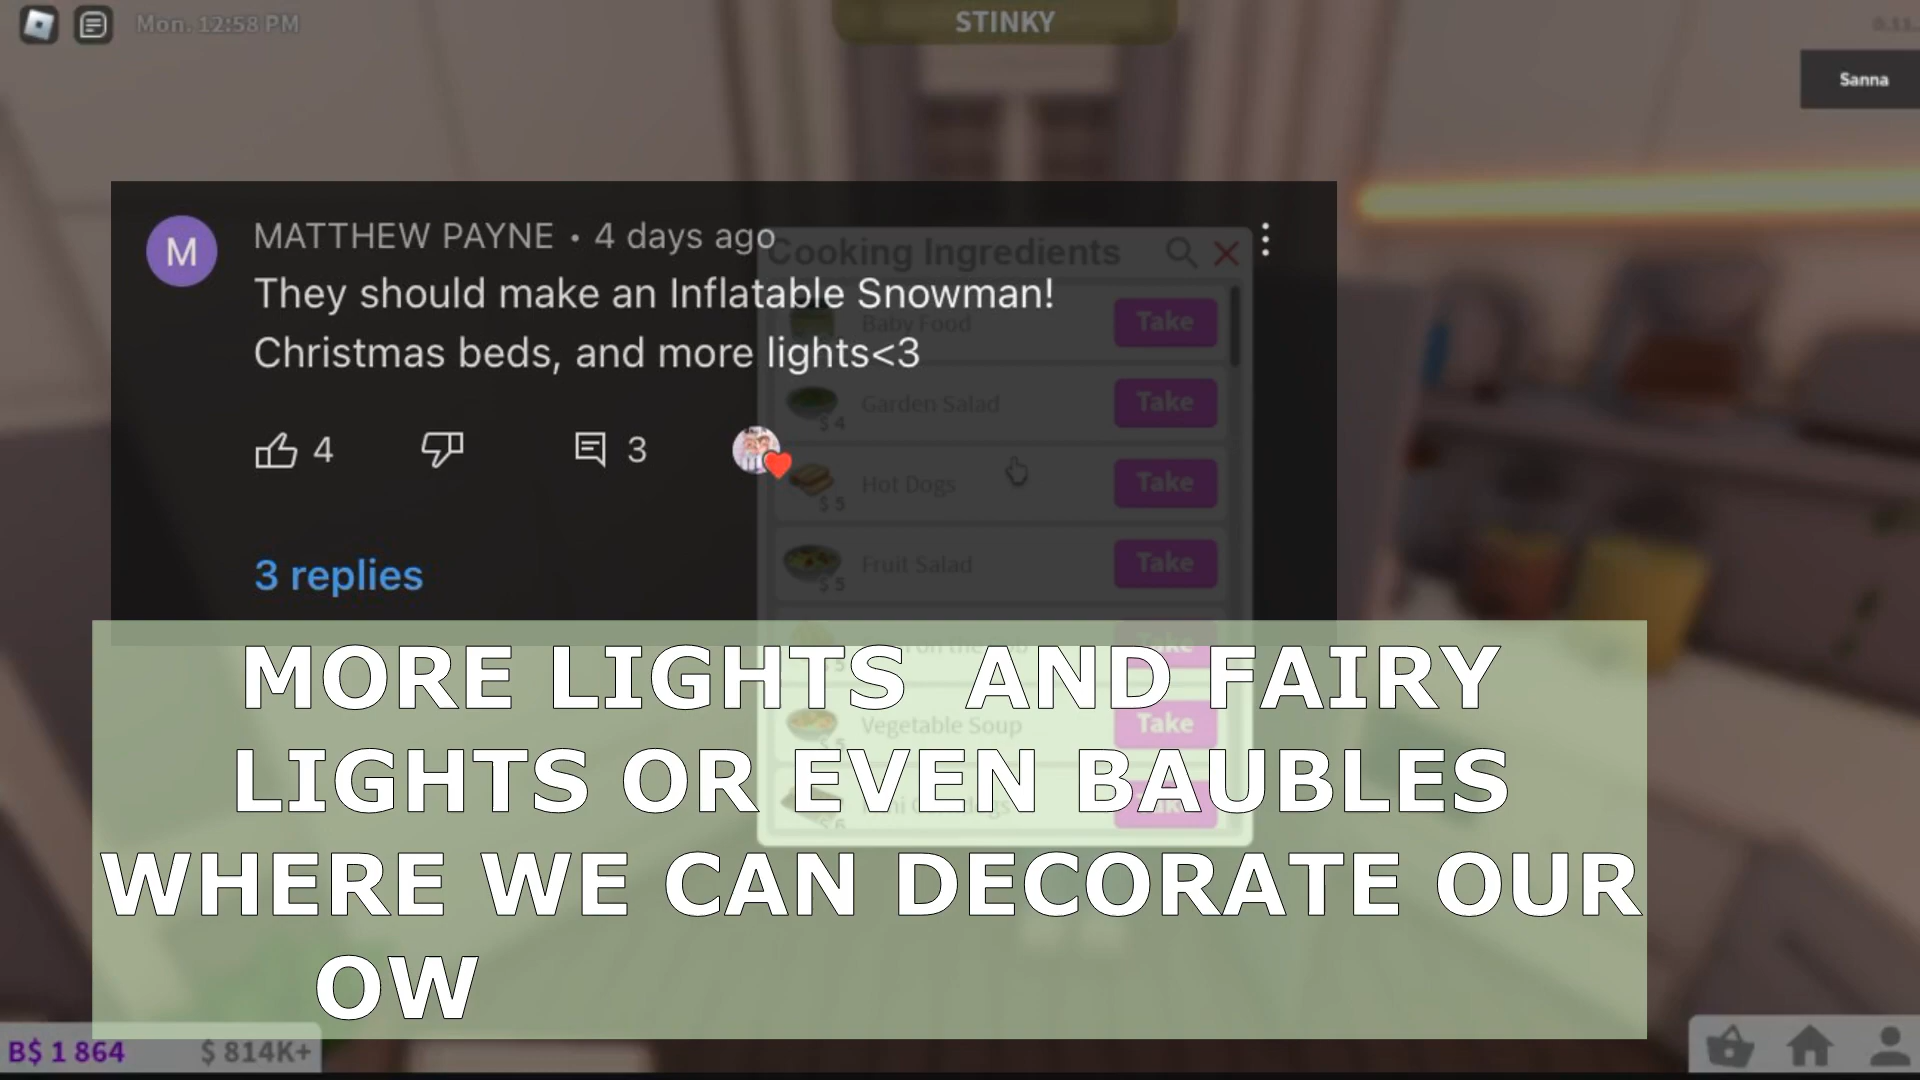 Mon. 12:58 PM
STINKY
Sanna
MATTHEW PAYNE • 4 days ago
They should make an Inflatable Snowman!
Christmas beds, and more lights<3
4
3
3 replies
Cooking Ingredients
Baby Food
Take
Garden Salad
$ 4
Take
Hot Dogs
$ 5
Take
Fruit Salad
$ 5
Take
Vegetable Soup
Take
MORE LIGHTS  AND FAIRY
LIGHTS OR EVEN BAUBLES
WHERE WE CAN DECORATE OUR
OW
B$ 1 864
$ 814K+